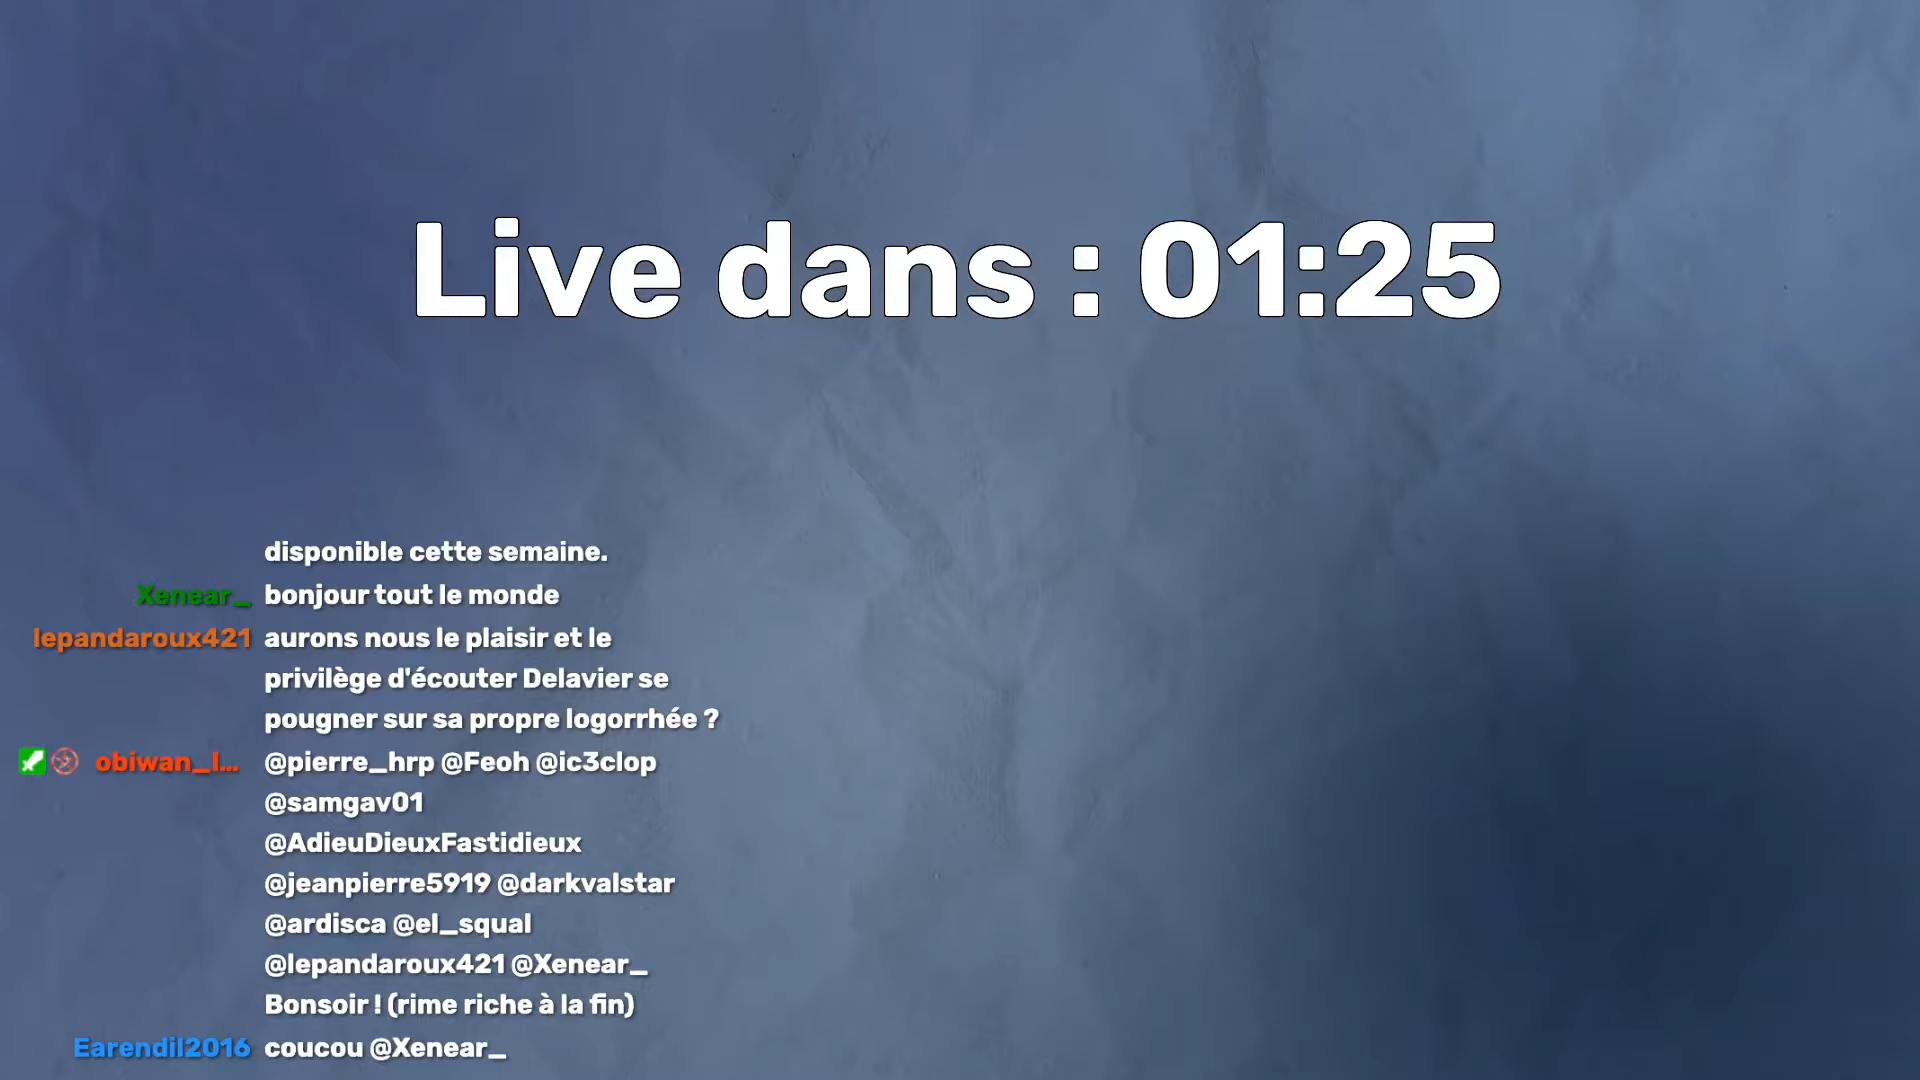 Live dans : 01:25
disponible cette semaine.
Xenear_ bonjour tout le monde
lepandaroux421 aurons nous le plaisir et le
privilège d'écouter Delavier se
pougner sur sa propre logorrhée ?
obiwan_l... @pierre_hrp @Feoh @ic3clop
@samgav01
@AdieuDieuxFastidieux
@jeanpierre5919 @darkvalstar
@ardisca @el_squal
@lepandaroux421 @Xenear_
Bonsoir ! (rime riche à la fin)
Earendil2016 coucou @Xenear_